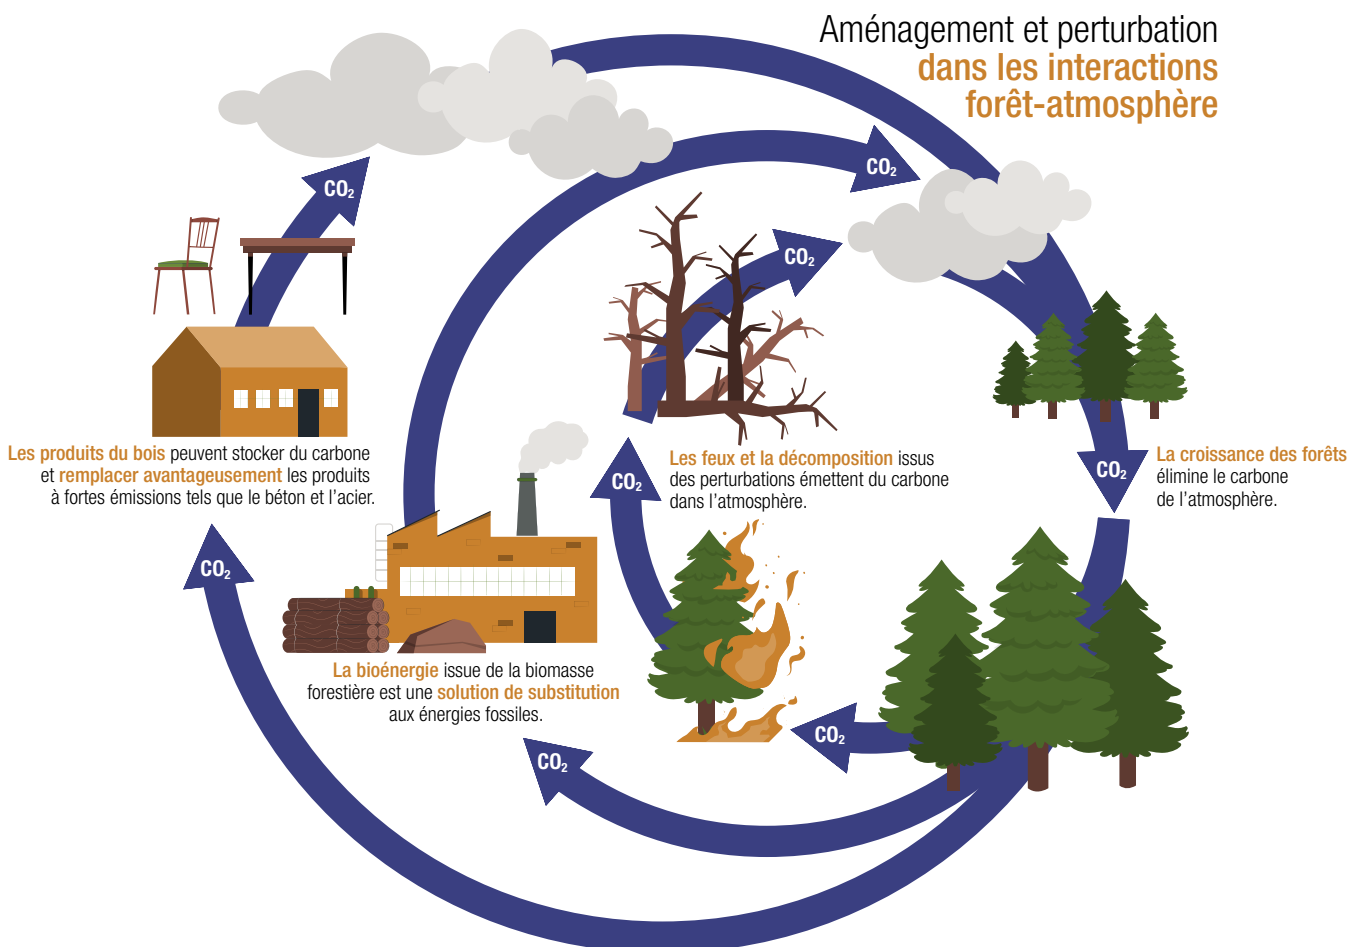 Aménagement et perturbation
dans les interactions
forêt-atmosphère
CO₂
CO₂
CO₂
Les produits du bois peuvent stocker du carbone
et remplacer avantageusement les produits
à fortes émissions tels que le béton et l'acier.
Les feux et la décomposition issus
des perturbations émettent du carbone
dans l'atmosphère.
La croissance des forêts
élimine le carbone
de l'atmosphère.
CO₂
CO₂
CO₂
La bioénergie issue de la biomasse
forestière est une solution de substitution
aux énergies fossiles.
CO₂
CO₂